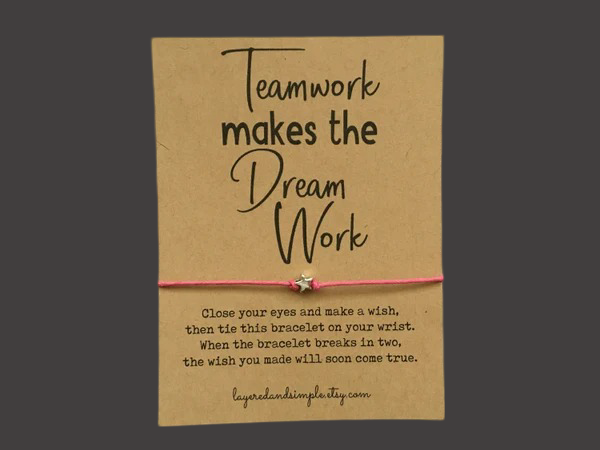 Teamwork
makes the
Dream
Work
Close your eyes and make a wish,
then tie this bracelet on your wrist.
When the bracelet breaks in two,
the wish you made will soon come true.
layeredandsimple.etsy.com